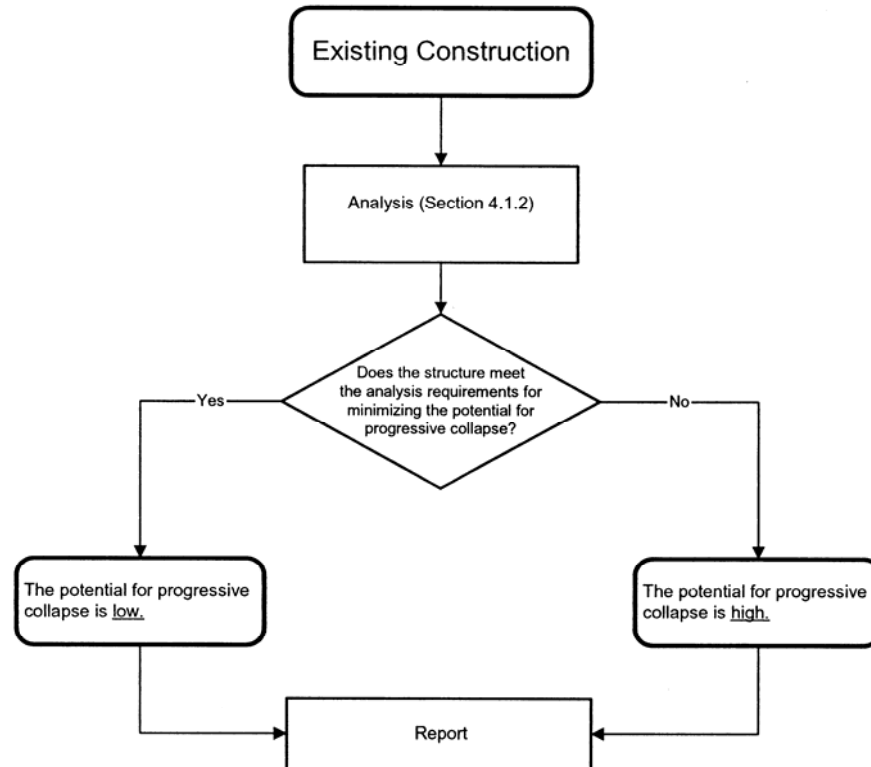 Existing Construction
Analysis (Section 4.1.2)
Does the structure meet
the analysis requirements for
minimizing the potential for
progressive collapse?
Yes
No
The potential for progressive
collapse is low.
The potential for progressive
collapse is high.
Report